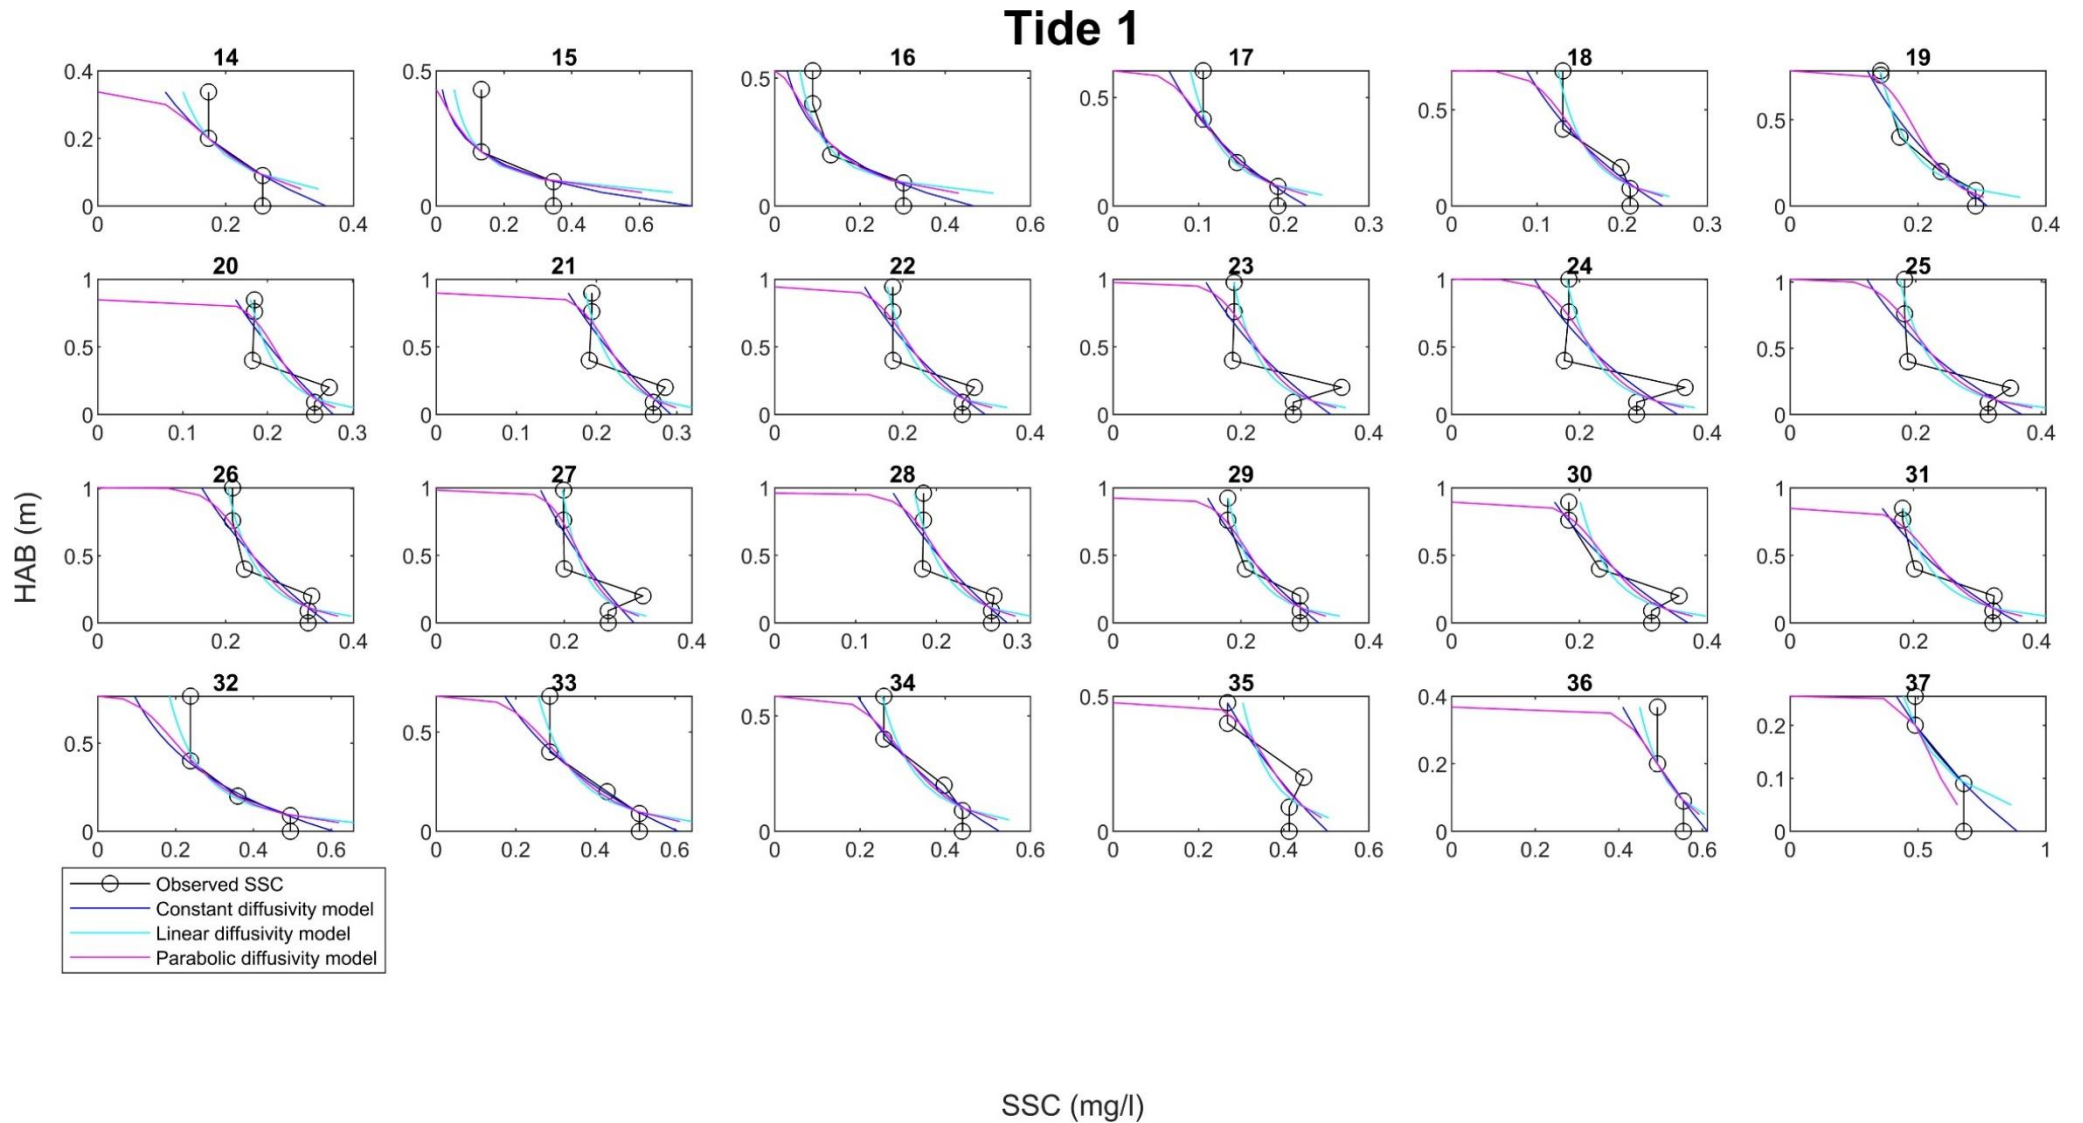 Tide 1
14 15 16 17 18 19
0.4 0.5 0.5 0.5 0.5 0.5
0.2
0 0 0 0 0 0
0 0.2 0.4 0 0.2 0.4 0.6 0 0.2 0.4 0.6 0 0.1 0.2 0.3 0 0.1 0.2 0.3 0 0.2 0.4
20 21 22 23 24 25
1 1 1 1 1 1
0.5 0.5 0.5 0.5 0.5 0.5
0 0 0 0 0 0
0 0.1 0.2 0.3 0 0.1 0.2 0.3 0 0.2 0.4 0 0.2 0.4 0 0.2 0.4 0 0.2 0.4
26 27 28 29 30 31
1 1 1 1 1 1
HAB (m)
0.5 0.5 0.5 0.5 0.5 0.5
0 0 0 0 0 0
0 0.2 0.4 0 0.2 0.4 0 0.1 0.2 0.3 0 0.2 0.4 0 0.2 0.4 0 0.2 0.4
32 33 34 35 36 37
0.5 0.5 0.5 0.5 0.4 0.2
0.2 0.1
0 0 0 0 0 0
0 0.2 0.4 0.6 0 0.2 0.4 0.6 0 0.2 0.4 0.6 0 0.2 0.4 0.6 0 0.2 0.4 0.6 0 0.5 1
Observed SSC
Constant diffusivity model
Linear diffusivity model
Parabolic diffusivity model
SSC (mg/l)